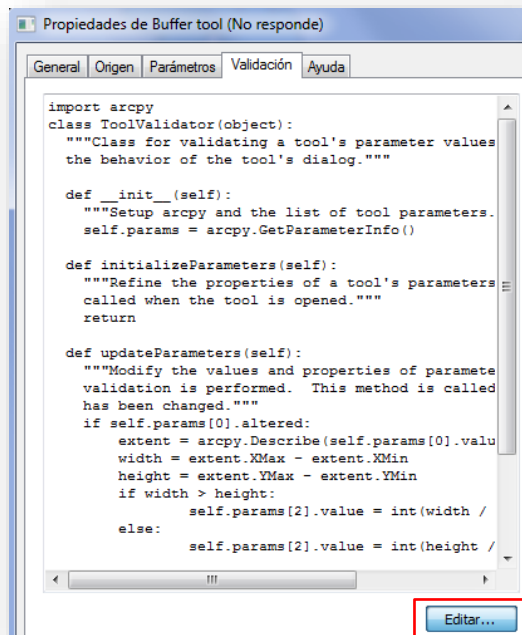 Propiedades de Buffer tool (No responde)
General Origen Parámetros Validación Ayuda
import arcpy
class ToolValidator(object):
  """Class for validating a tool's parameter values
  the behavior of the tool's dialog."""

  def __init__(self):
    """Setup arcpy and the list of tool parameters.
    self.params = arcpy.GetParameterInfo()

  def initializeParameters(self):
    """Refine the properties of a tool's parameters
    called when the tool is opened."""
    return

  def updateParameters(self):
    """Modify the values and properties of paramete
    validation is performed.  This method is called
    has been changed."""
    if self.params[0].altered:
        extent = arcpy.Describe(self.params[0].valu
        width = extent.XMax - extent.XMin
        height = extent.YMax - extent.YMin
        if width > height:
                self.params[2].value = int(width /
        else:
                self.params[2].value = int(height /
Editar...